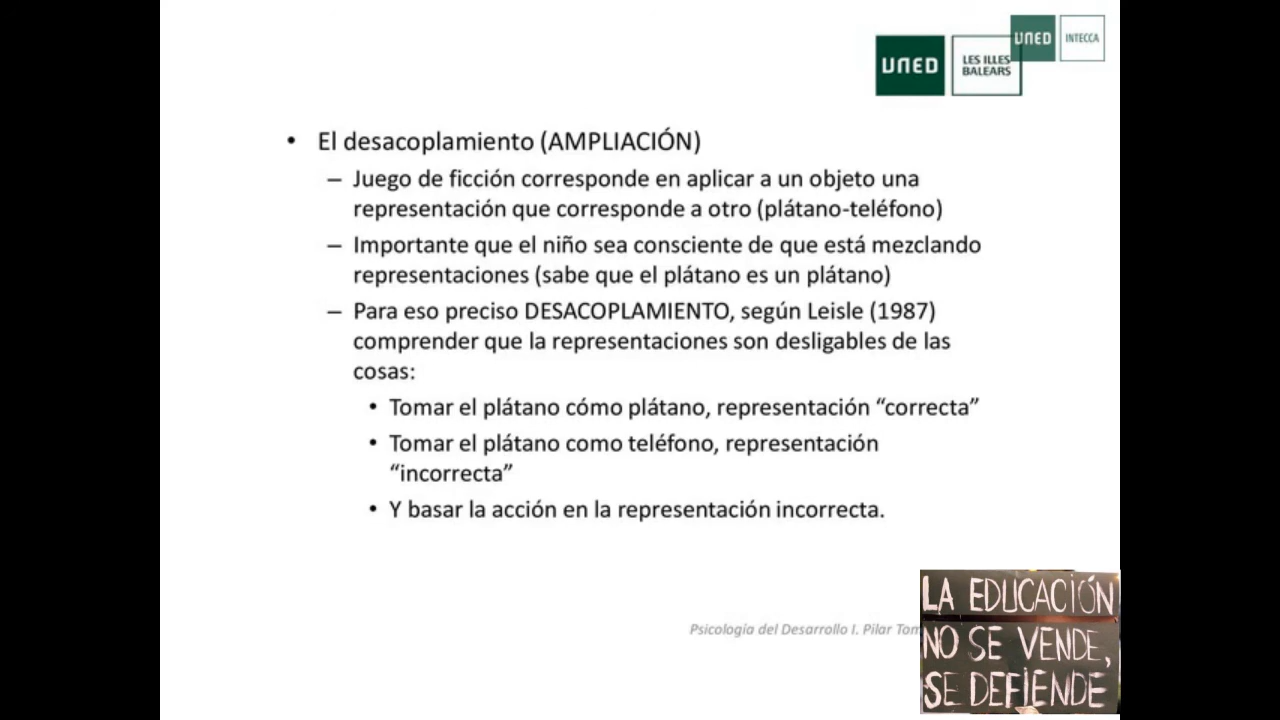 UNED
INTECCA
UNED
LES ILLES
BALEARS
• El desacoplamiento (AMPLIACIÓN)
– Juego de ficción corresponde en aplicar a un objeto una
representación que corresponde a otro (plátano-teléfono)
– Importante que el niño sea consciente de que está mezclando
representaciones (sabe que el plátano es un plátano)
– Para eso preciso DESACOPLAMIENTO, según Leisle (1987)
comprender que la representaciones son desligables de las
cosas:
• Tomar el plátano cómo plátano, representación “correcta”
• Tomar el plátano como teléfono, representación
“incorrecta”
• Y basar la acción en la representación incorrecta.
Psicología del Desarrollo I. Pilar
LA EDUCACIÓN
NO SE VENDE,
SE DEFIENDE